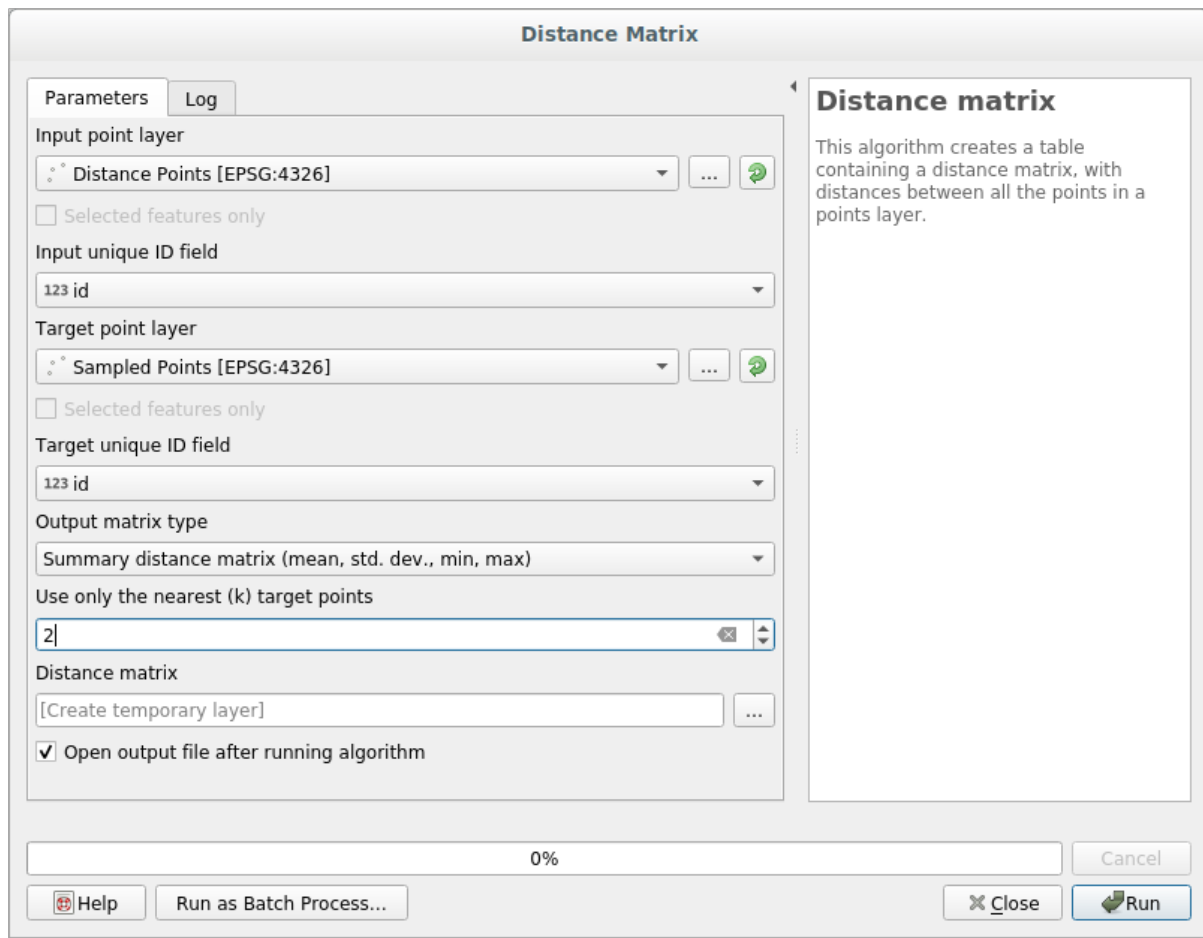 Distance Matrix
Parameters
Log
Input point layer
Distance Points [EPSG:4326]
...
Selected features only
Input unique ID field
123 id
Target point layer
Sampled Points [EPSG:4326]
...
Selected features only
Target unique ID field
123 id
Output matrix type
Summary distance matrix (mean, std. dev., min, max)
Use only the nearest (k) target points
2
Distance matrix
[Create temporary layer]
...
Open output file after running algorithm
Distance matrix
This algorithm creates a table
containing a distance matrix, with
distances between all the points in a
points layer.
0%
Cancel
Help
Run as Batch Process...
Close
Run